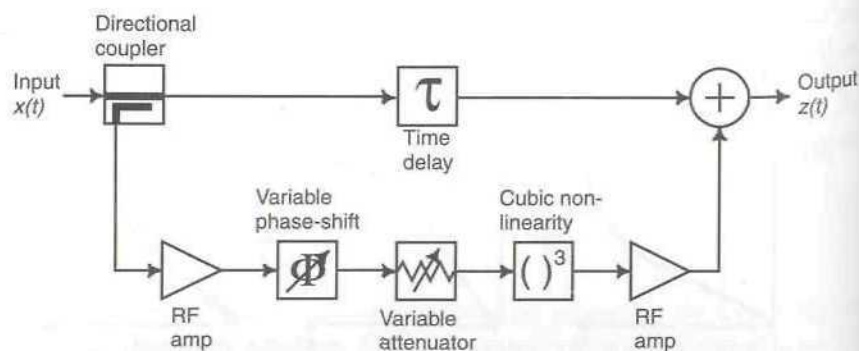 Directional
coupler
Input
x(t)
τ
Time
delay
+
Output
z(t)
Variable
phase-shift
Cubic non-
linearity
Φ
( )³
RF
amp
Variable
attenuator
RF
amp